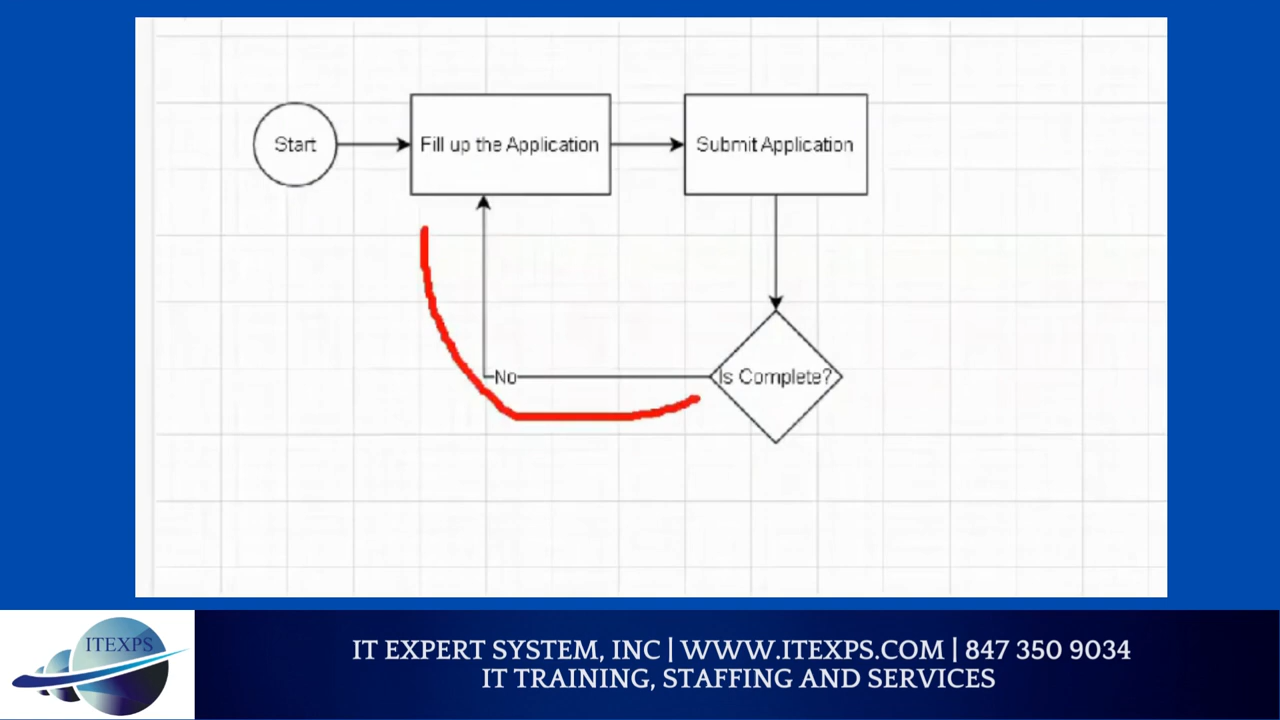 Start
Fill up the Application
Submit Application
No
Is Complete?
ITEXPS
IT EXPERT SYSTEM, INC | WWW.ITEXPS.COM | 847 350 9034
IT TRAINING, STAFFING AND SERVICES